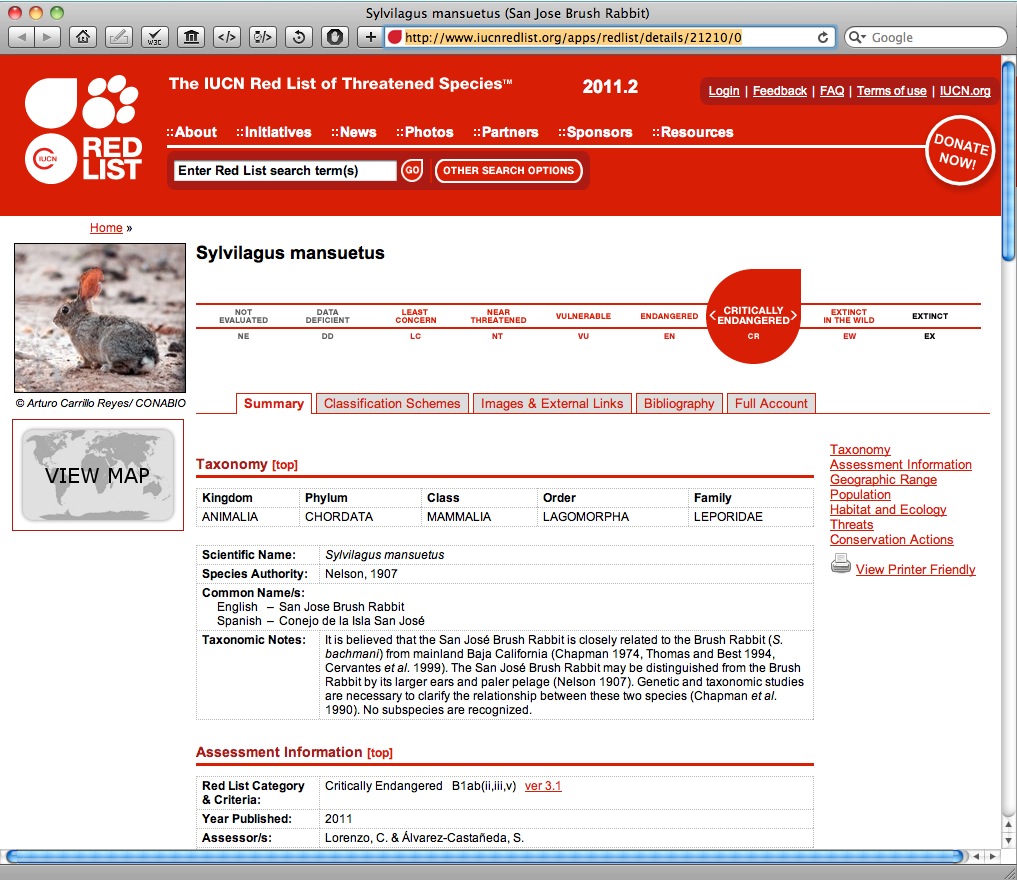 Sylvilagus mansuetus (San Jose Brush Rabbit)
W3C
http://www.iucnredlist.org/apps/redlist/details/21210/0
Google
The IUCN Red List of Threatened Species™
2011.2
Login | Feedback | FAQ | Terms of use | IUCN.org
IUCN
RED
LIST
::About ::Initiatives ::News ::Photos ::Partners ::Sponsors ::Resources
DONATE
NOW!
Enter Red List search term(s)
GO
OTHER SEARCH OPTIONS
Home »
Sylvilagus mansuetus
NOT
EVALUATED
DATA
DEFICIENT
LEAST
CONCERN
NEAR
THREATENED
VULNERABLE
ENDANGERED
CRITICALLY
ENDANGERED
EXTINCT
IN THE WILD
EXTINCT
NE DD LC NT VU EN CR EW EX
© Arturo Carrillo Reyes/ CONABIO
VIEW MAP
Summary Classification Schemes Images & External Links Bibliography Full Account
Taxonomy [top]
Kingdom Phylum Class Order Family
ANIMALIA CHORDATA MAMMALIA LAGOMORPHA LEPORIDAE
Scientific Name: Sylvilagus mansuetus
Species Authority: Nelson, 1907
Common Name/s:
English – San Jose Brush Rabbit
Spanish – Conejo de la Isla San José
Taxonomic Notes: It is believed that the San José Brush Rabbit is closely related to the Brush Rabbit (S.
bachmani) from mainland Baja California (Chapman 1974, Thomas and Best 1994,
Cervantes et al. 1999). The San José Brush Rabbit may be distinguished from the Brush
Rabbit by its larger ears and paler pelage (Nelson 1907). Genetic and taxonomic studies
are necessary to clarify the relationship between these two species (Chapman et al.
1990). No subspecies are recognized.
Assessment Information [top]
Red List Category
& Criteria:
Critically Endangered B1ab(ii,iii,v) ver 3.1
Year Published: 2011
Assessor/s: Lorenzo, C. & Álvarez-Castañeda, S.
Taxonomy
Assessment Information
Geographic Range
Population
Habitat and Ecology
Threats
Conservation Actions
View Printer Friendly